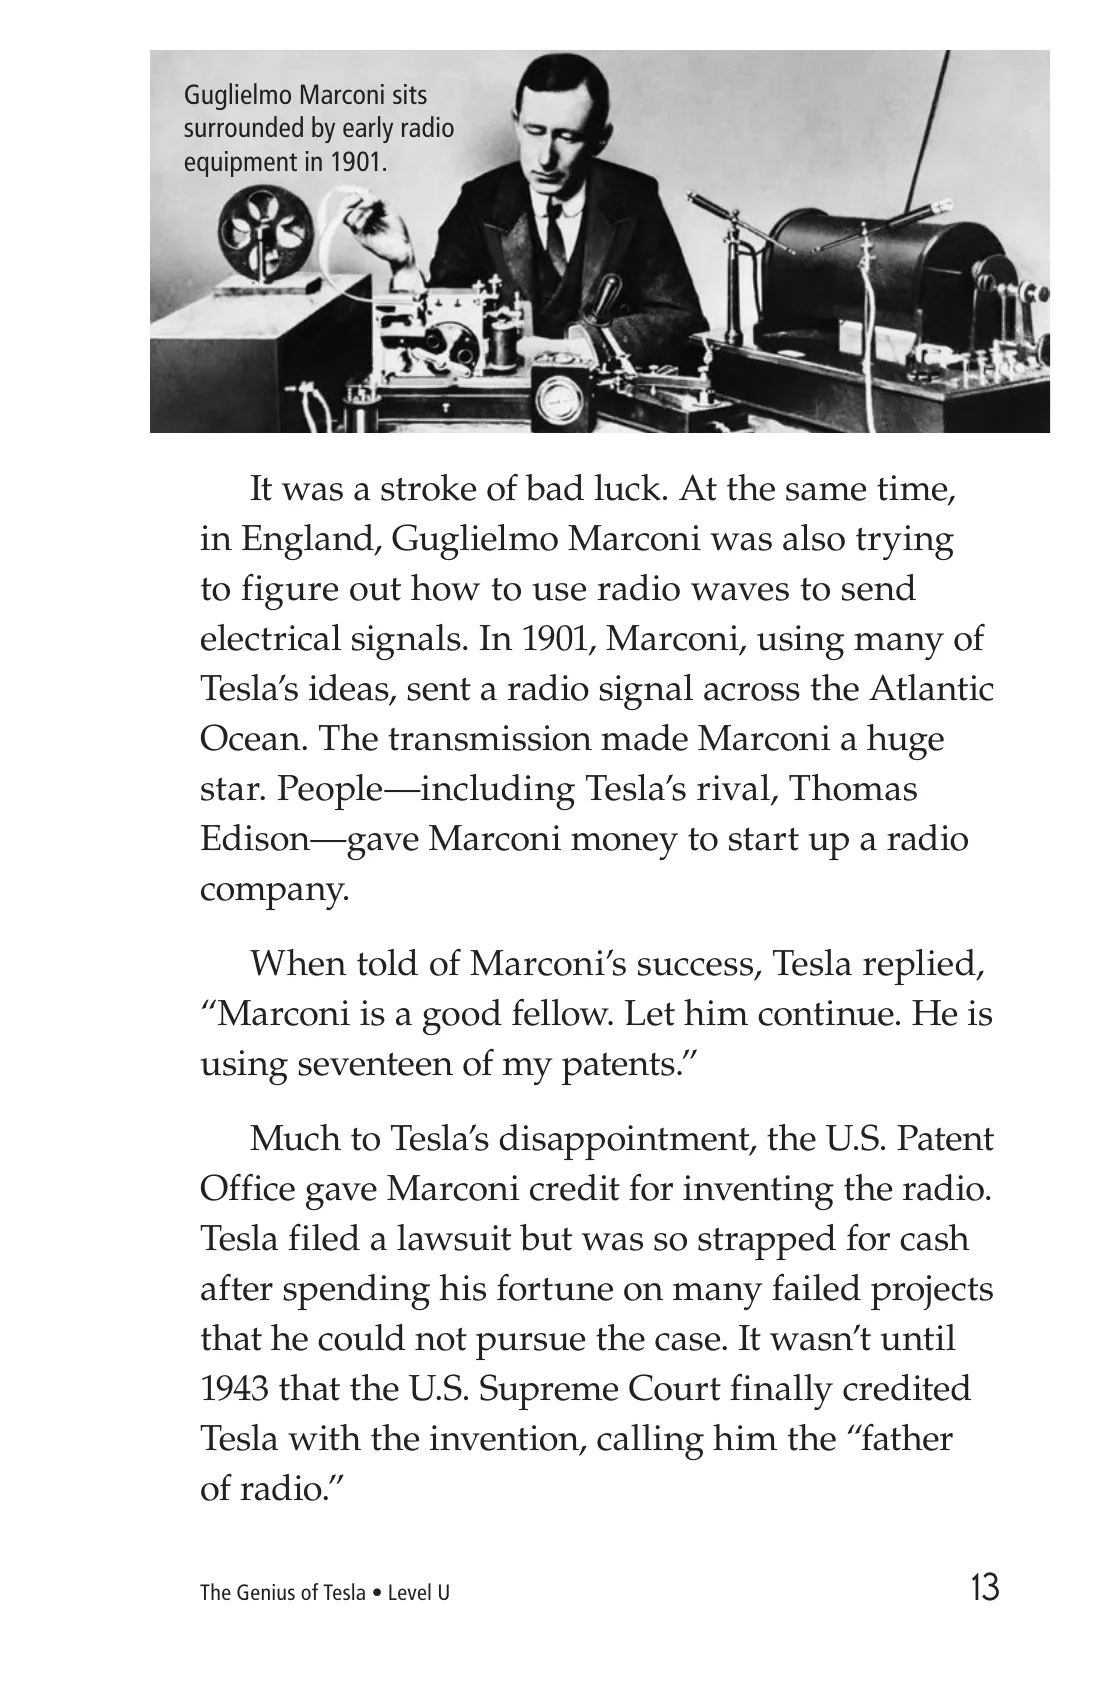 Guglielmo Marconi sits
surrounded by early radio
equipment in 1901.
It was a stroke of bad luck. At the same time,
in England, Guglielmo Marconi was also trying
to figure out how to use radio waves to send
electrical signals. In 1901, Marconi, using many of
Tesla’s ideas, sent a radio signal across the Atlantic
Ocean. The transmission made Marconi a huge
star. People—including Tesla’s rival, Thomas
Edison—gave Marconi money to start up a radio
company.
When told of Marconi’s success, Tesla replied,
“Marconi is a good fellow. Let him continue. He is
using seventeen of my patents.”
Much to Tesla’s disappointment, the U.S. Patent
Office gave Marconi credit for inventing the radio.
Tesla filed a lawsuit but was so strapped for cash
after spending his fortune on many failed projects
that he could not pursue the case. It wasn’t until
1943 that the U.S. Supreme Court finally credited
Tesla with the invention, calling him the “father
of radio.”
The Genius of Tesla • Level U
13